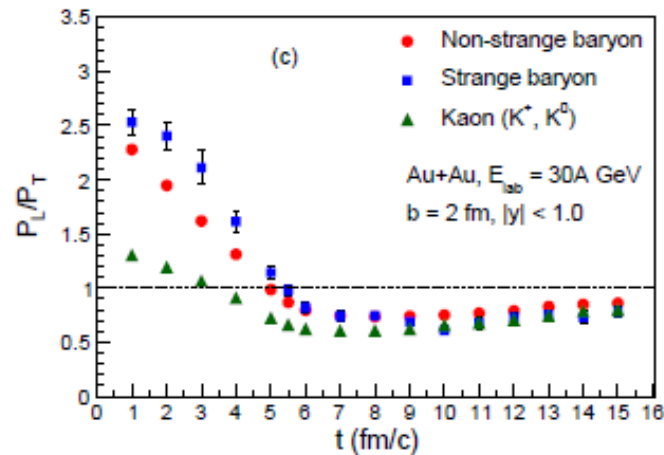 3.5
3
2.5
2
1.5
1
0.5
0
P_L/P_T
(c)
Non-strange baryon
Strange baryon
Kaon (K⁺, K⁰)
Au+Au, E_lab = 30A GeV
b = 2 fm, |y| < 1.0
0 1 2 3 4 5 6 7 8 9 10 11 12 13 14 15 16
t (fm/c)